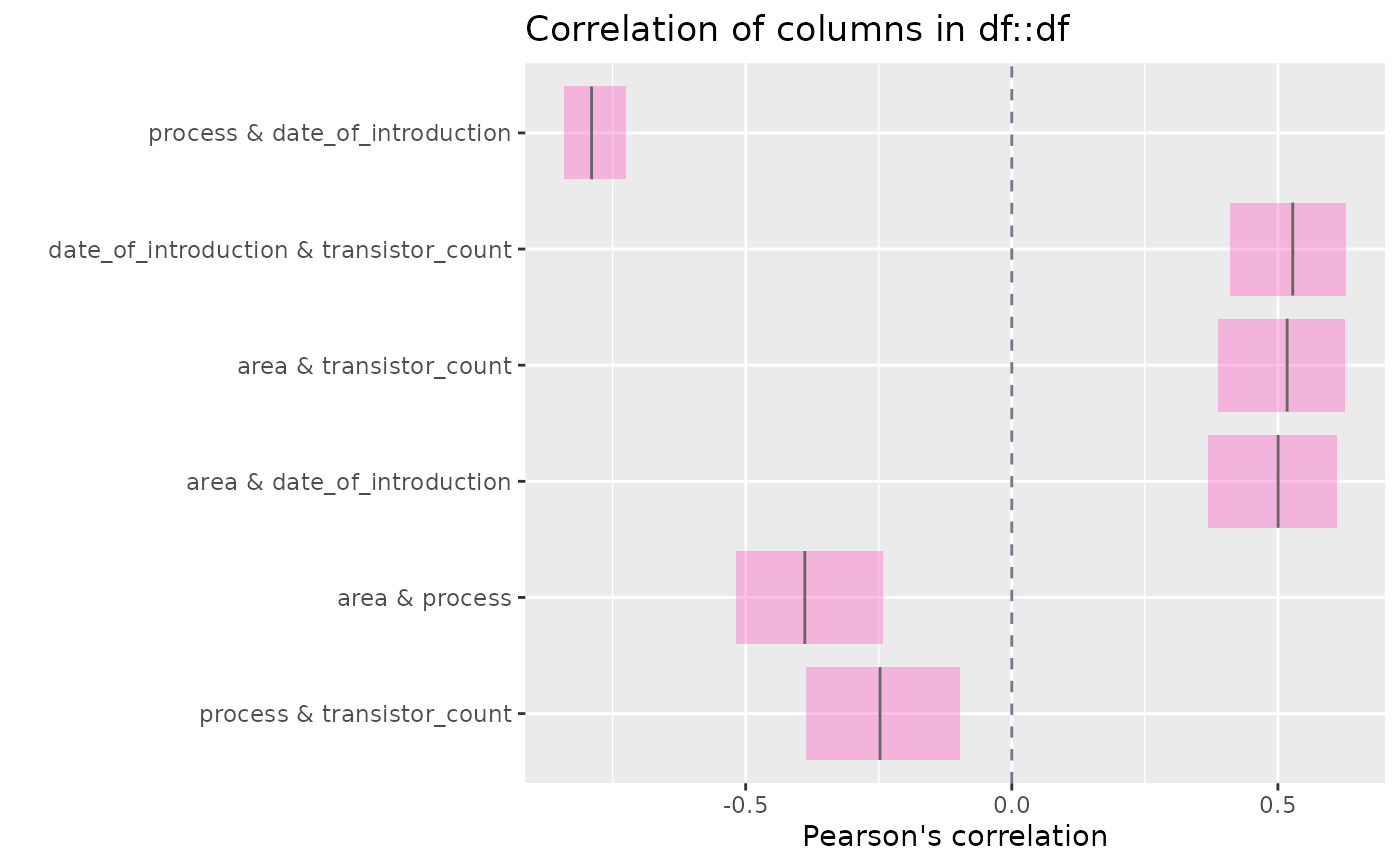 Correlation of columns in df::df
process & date_of_introduction
date_of_introduction & transistor_count
area & transistor_count
area & date_of_introduction
area & process
process & transistor_count
-0.5 0.0 0.5
Pearson's correlation